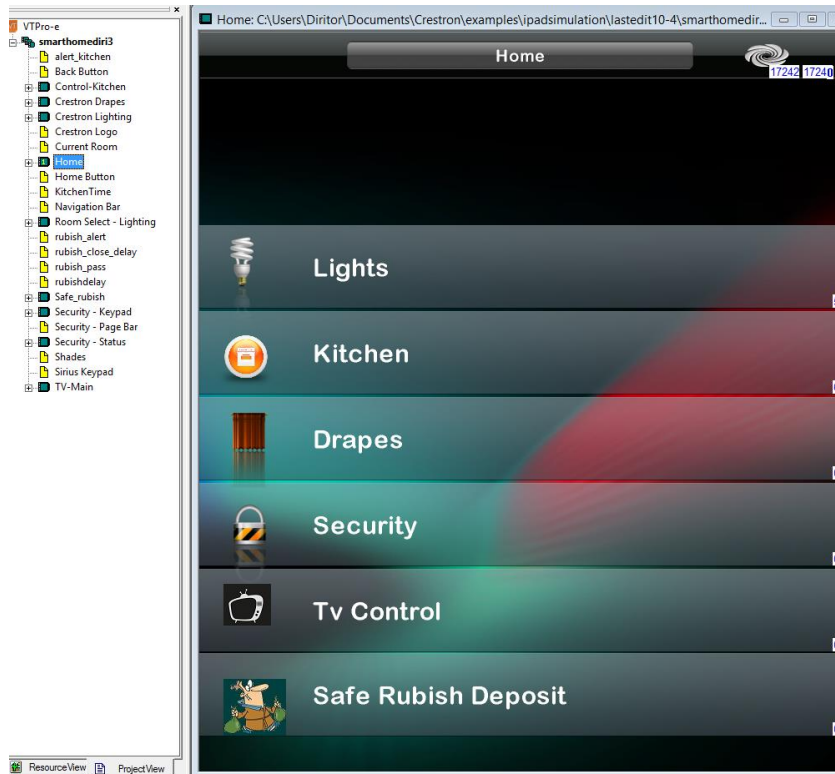 VTPro-e
smarthomediri3
alert_kitchen
Back Button
Control-Kitchen
Crestron Drapes
Crestron Lighting
Crestron Logo
Current Room
Home
Home Button
KitchenTime
Navigation Bar
Room Select - Lighting
rubish_alert
rubish_close_delay
rubish_pass
rubishdelay
Safe_rubish
Security - Keypad
Security - Page Bar
Security - Status
Shades
Sirius Keypad
TV-Main
ResourceView ProjectView
Home: C:\Users\Diritor\Documents\Crestron\examples\ipadsimulation\lastedit10-4\smarthomedir...
Home
17242 17240
Lights
Kitchen
Drapes
Security
Tv Control
Safe Rubish Deposit